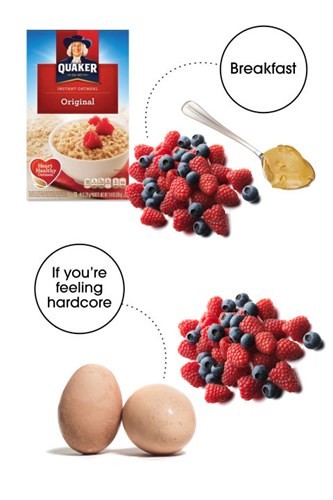 Breakfast
QUAKER
INSTANT OATMEAL
Original
Heart
Healthy
If you're
feeling
hardcore